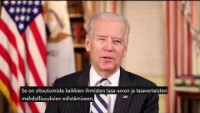 Se on sitoutumista kaikkien ihmisten tasa-arvon ja tasavertaisten
mahdollisuuksien edistämiseen,